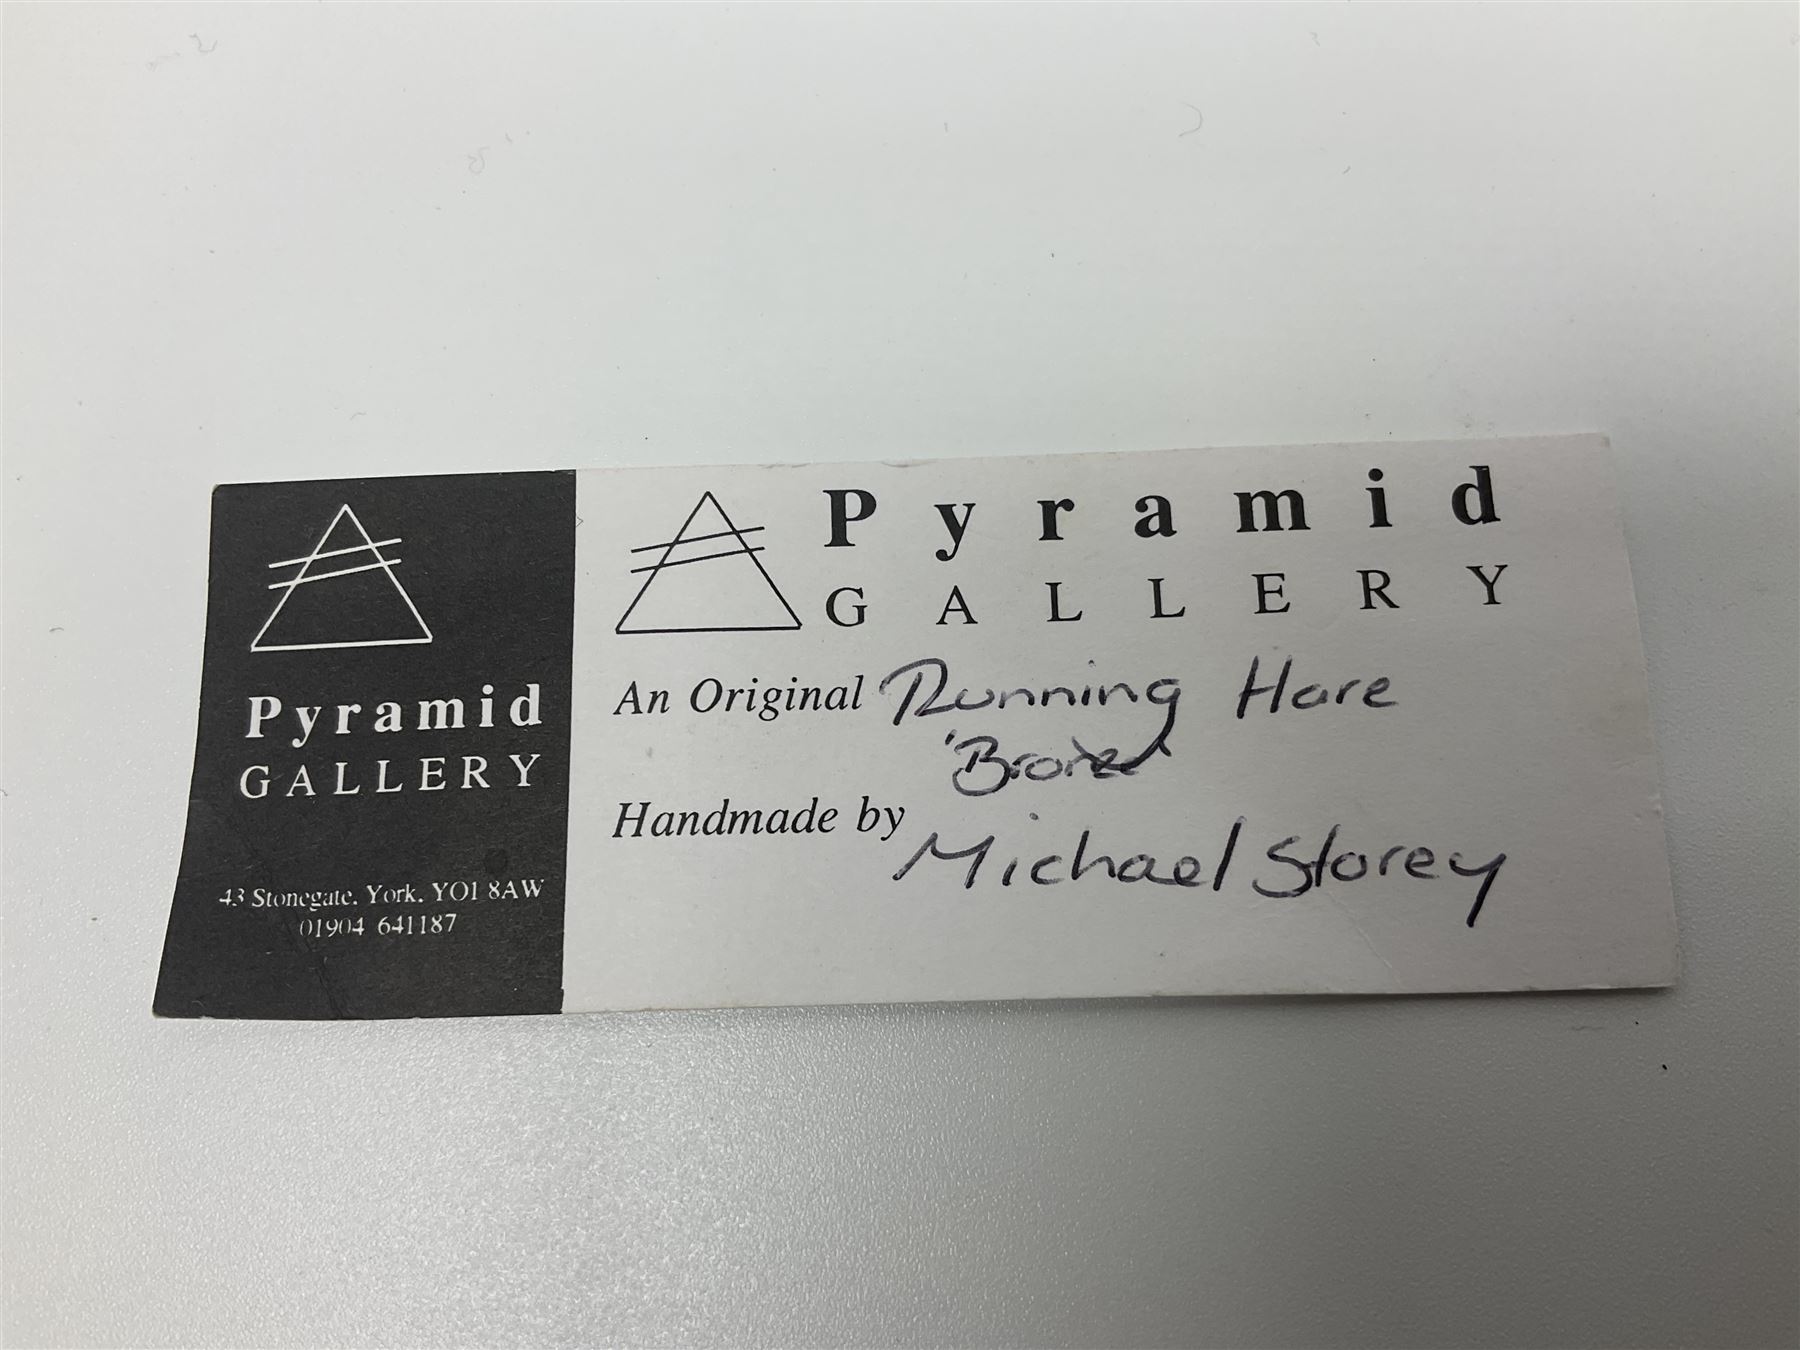 Pyramid
GALLERY
43 Stonegate, York, YO1 8AW
01904 641187
Pyramid
GALLERY
An Original Running Hare
'Bronze'
Handmade by Michael Storey